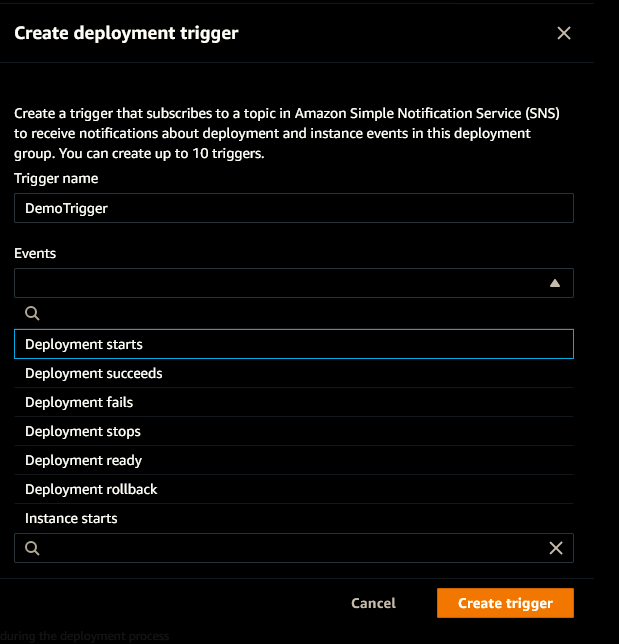 Create deployment trigger
Create a trigger that subscribes to a topic in Amazon Simple Notification Service (SNS)
to receive notifications about deployment and instance events in this deployment
group. You can create up to 10 triggers.
Trigger name
DemoTrigger
Events
Deployment starts
Deployment succeeds
Deployment fails
Deployment stops
Deployment ready
Deployment rollback
Instance starts
Cancel
Create trigger
during the deployment process